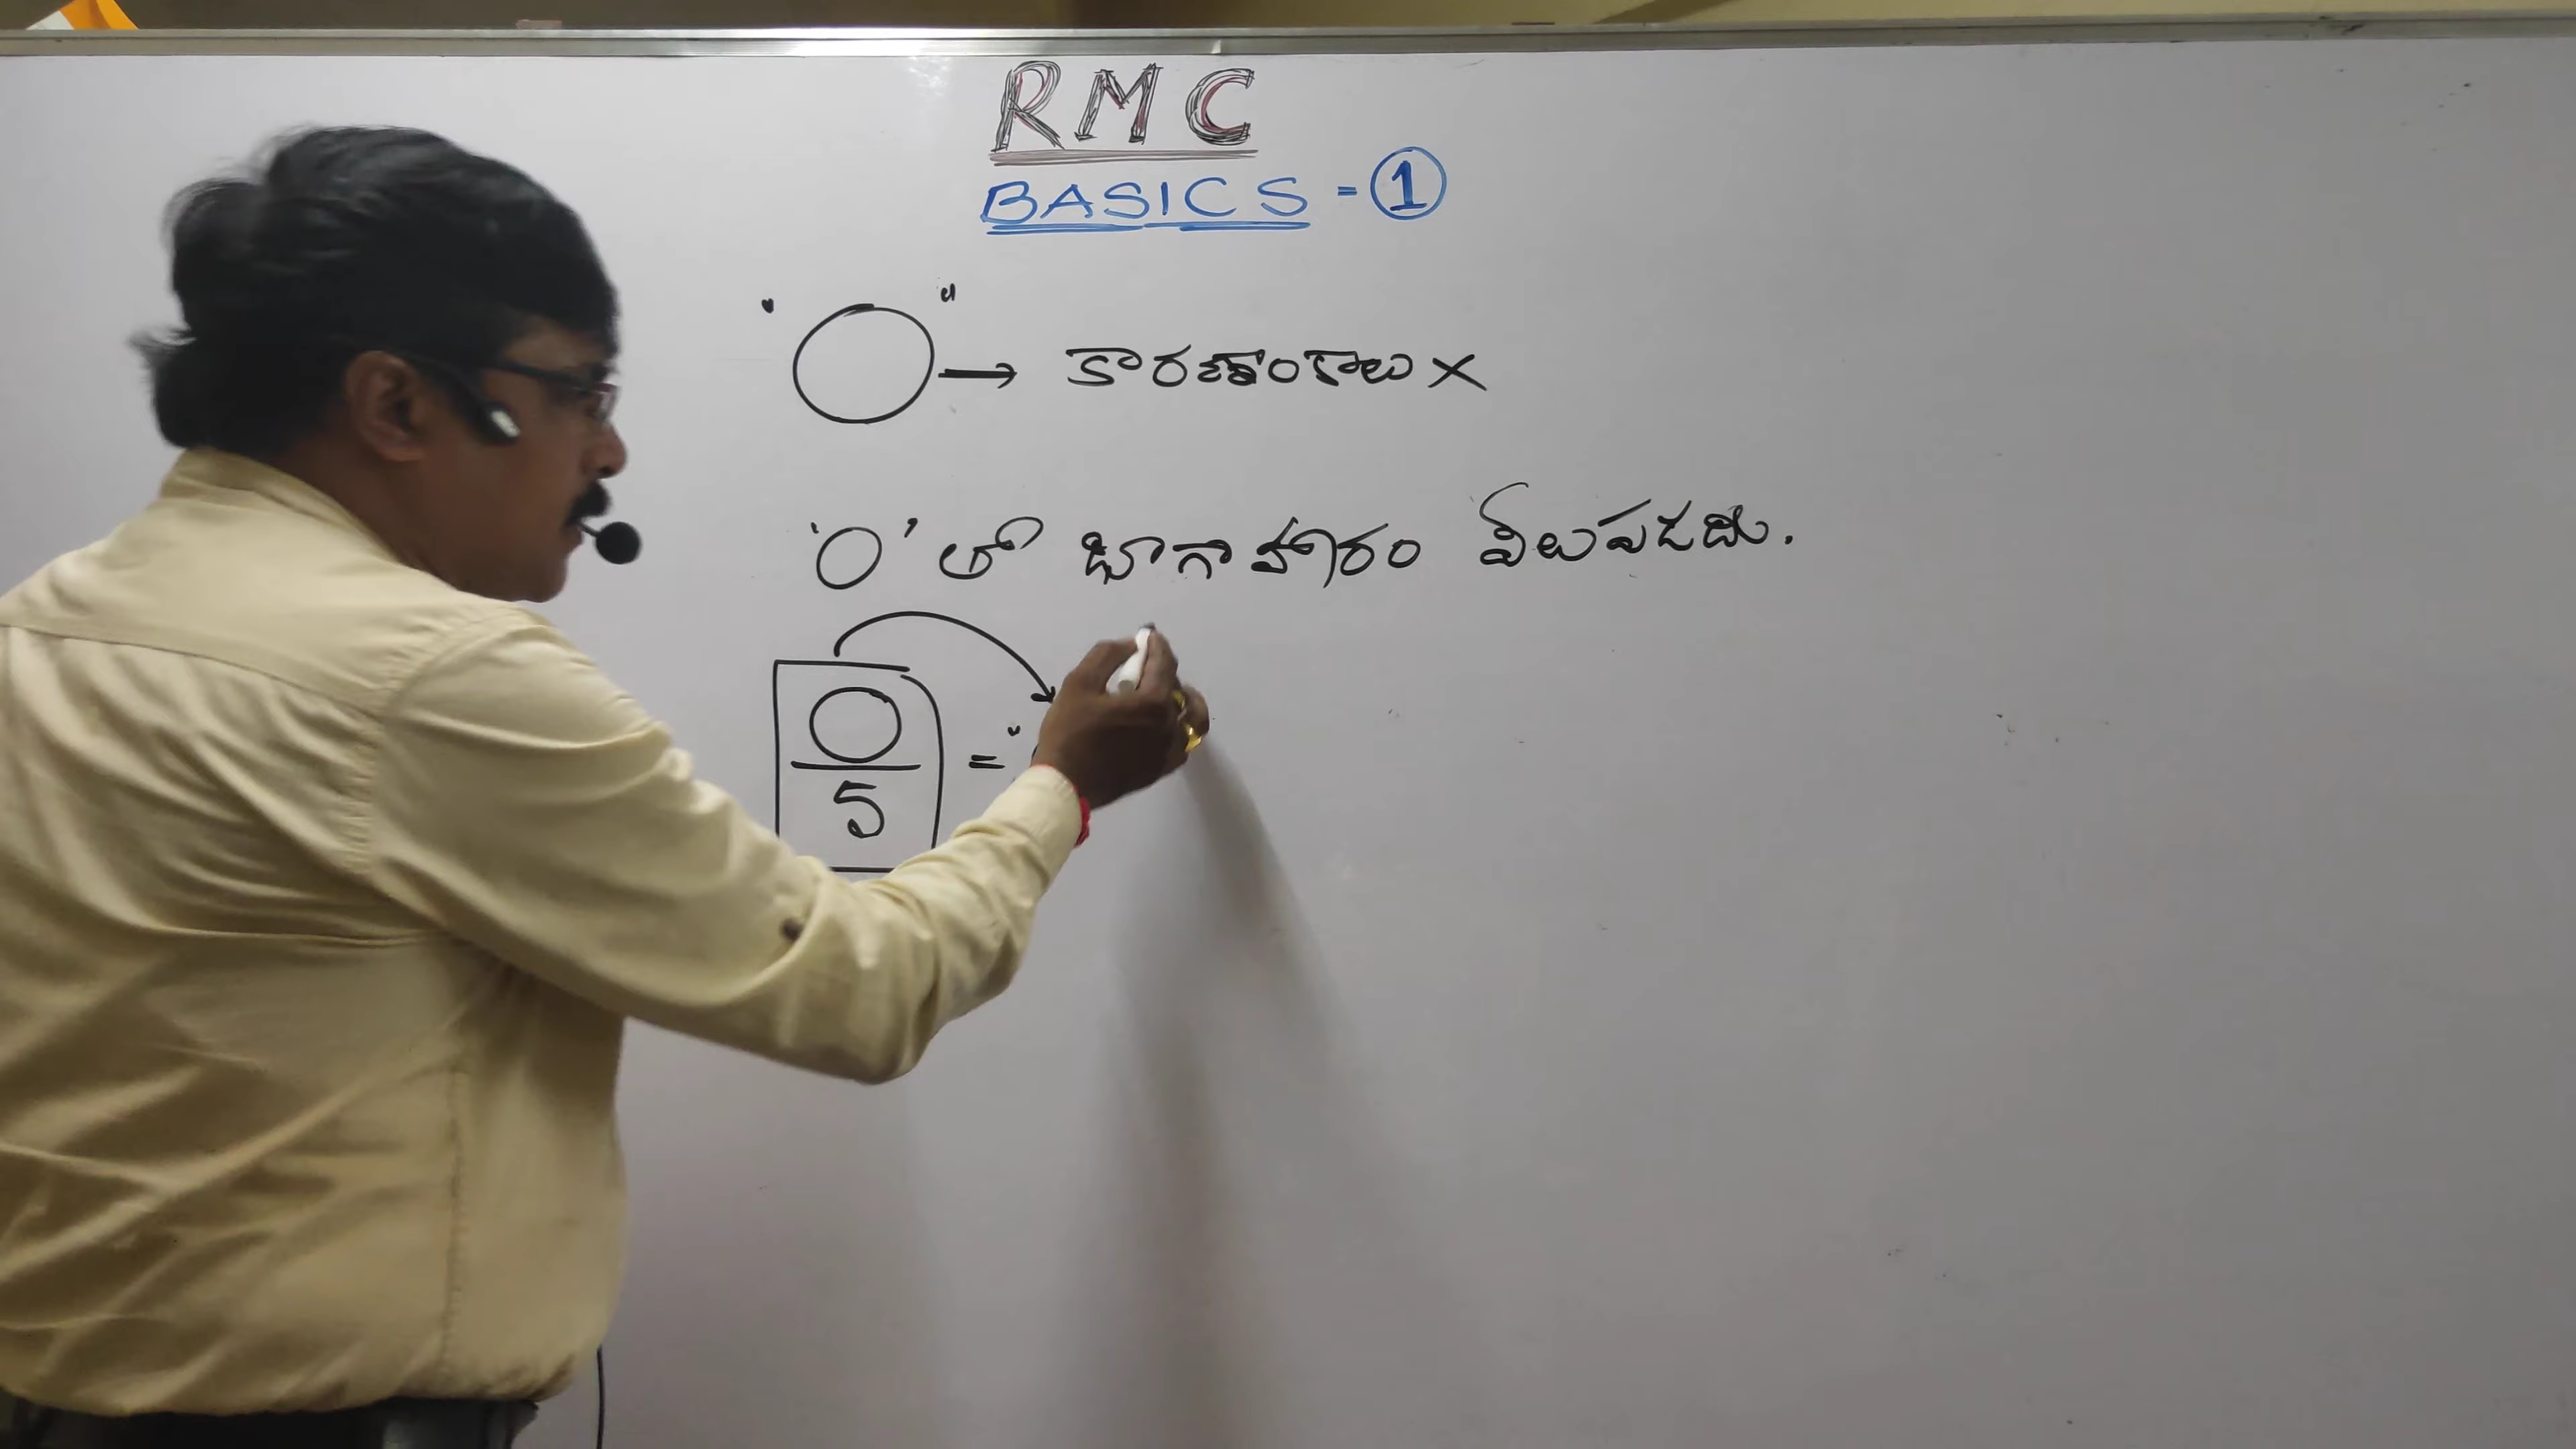 RMC
BASICS - 1
" 0 " → కారణాంకాలు ×
'0' తో భాగాహారం వీలుపడదు.
0/5 = "